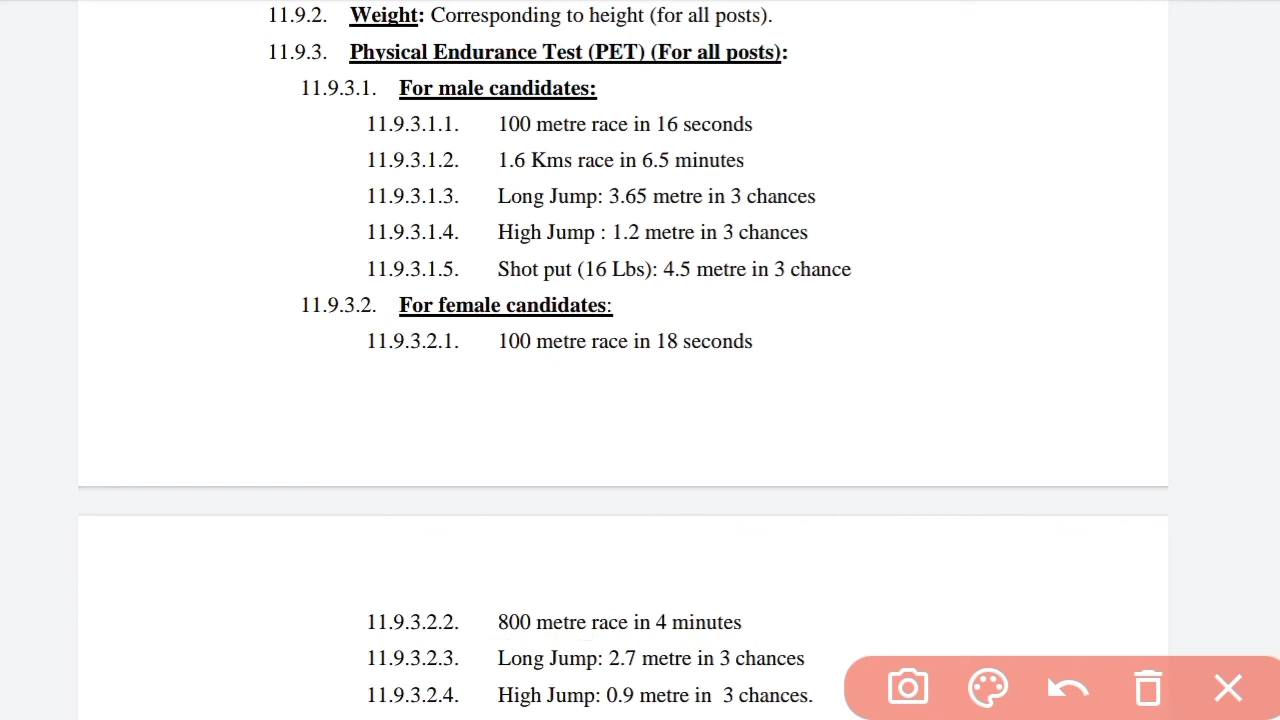 11.9.2. Weight: Corresponding to height (for all posts).
11.9.3. Physical Endurance Test (PET) (For all posts):
11.9.3.1. For male candidates:
11.9.3.1.1. 100 metre race in 16 seconds
11.9.3.1.2. 1.6 Kms race in 6.5 minutes
11.9.3.1.3. Long Jump: 3.65 metre in 3 chances
11.9.3.1.4. High Jump : 1.2 metre in 3 chances
11.9.3.1.5. Shot put (16 Lbs): 4.5 metre in 3 chance
11.9.3.2. For female candidates:
11.9.3.2.1. 100 metre race in 18 seconds
11.9.3.2.2. 800 metre race in 4 minutes
11.9.3.2.3. Long Jump: 2.7 metre in 3 chances
11.9.3.2.4. High Jump: 0.9 metre in 3 chances.